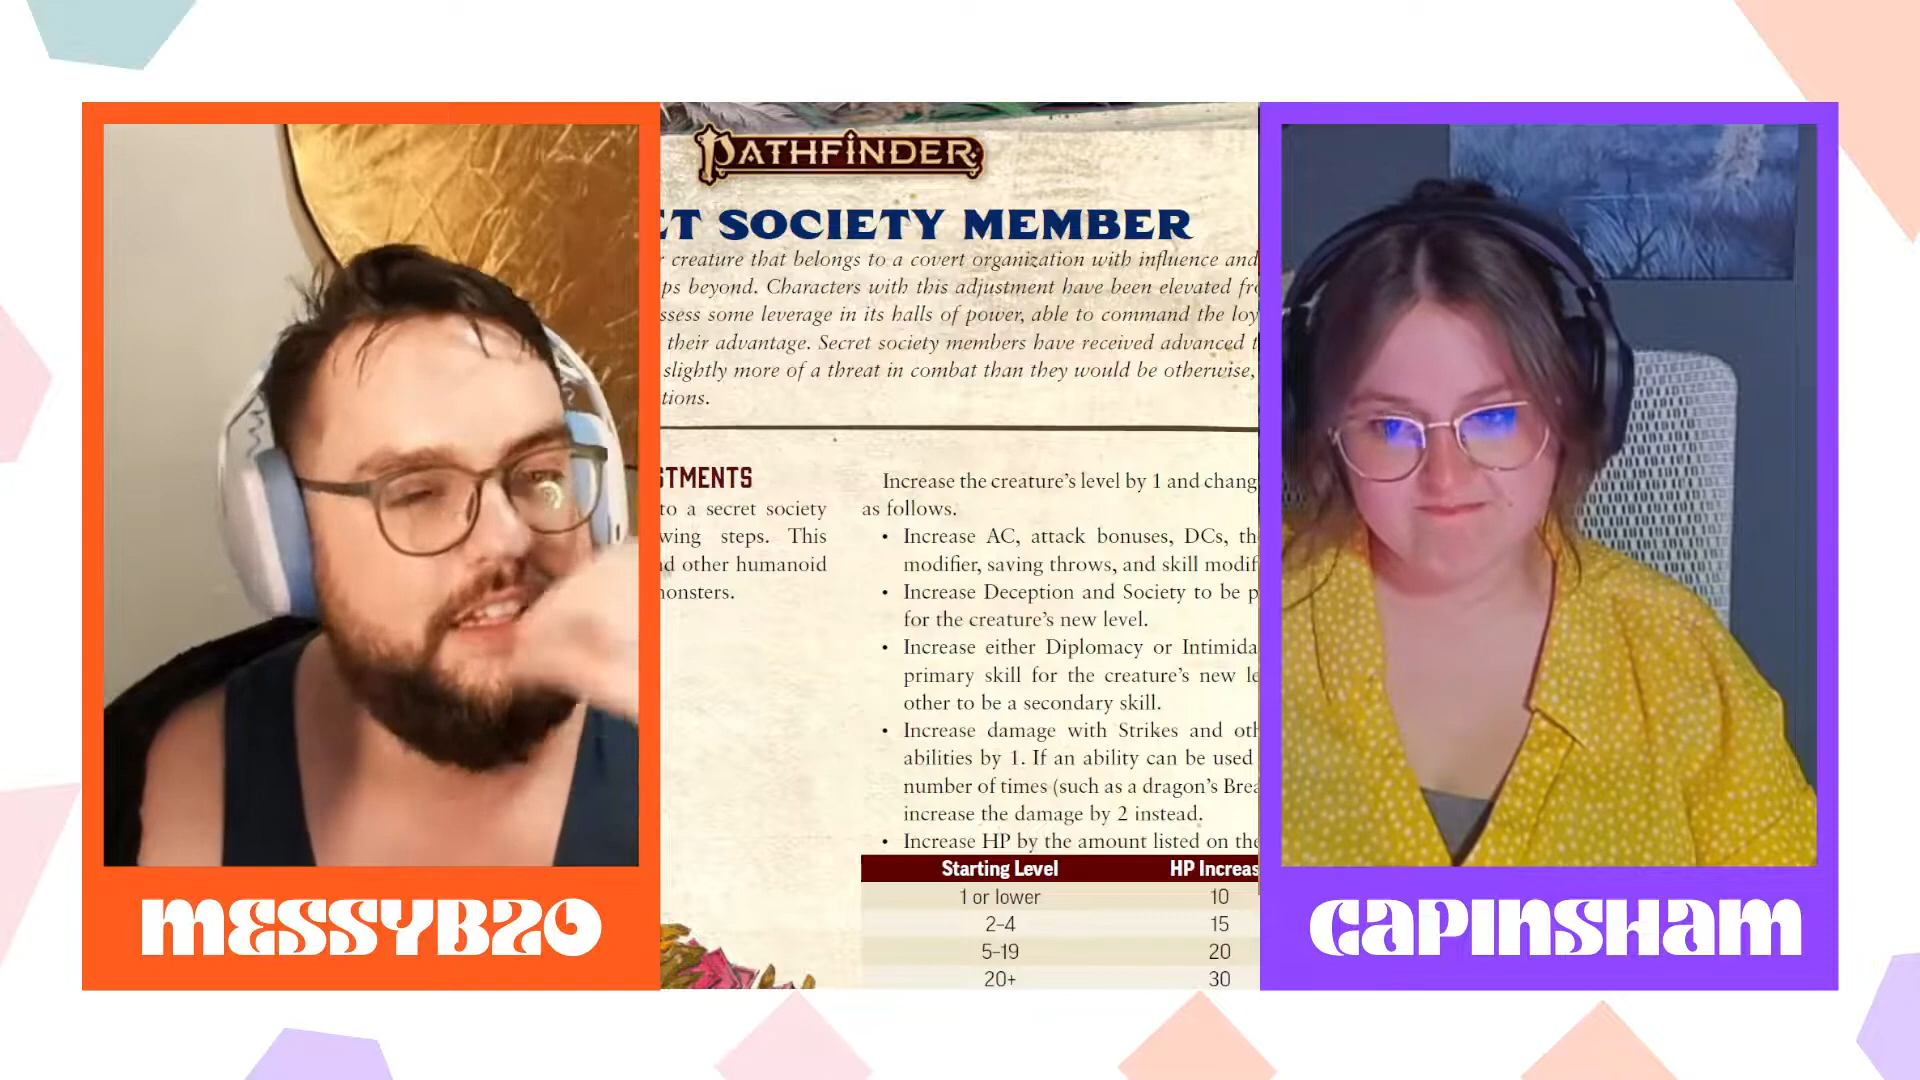 PATHFINDER
ET SOCIETY MEMBER
r creature that belongs to a covert organization with influence and
ps beyond. Characters with this adjustment have been elevated fr
ssess some leverage in its halls of power, able to command the loy
their advantage. Secret society members have received advanced t
slightly more of a threat in combat than they would be otherwise,
tions.
STMENTS
to a secret society
wing steps. This
nd other humanoid
monsters.
Increase the creature's level by 1 and chang
as follows.
• Increase AC, attack bonuses, DCs, th
modifier, saving throws, and skill modif
• Increase Deception and Society to be p
for the creature's new level.
• Increase either Diplomacy or Intimida
primary skill for the creature's new le
other to be a secondary skill.
• Increase damage with Strikes and oth
abilities by 1. If an ability can be used
number of times (such as a dragon's Brea
increase the damage by 2 instead.
• Increase HP by the amount listed on the
Starting Level HP Increas
1 or lower 10
2–4 15
5–19 20
20+ 30
MESSYB20
CAPINSHAM